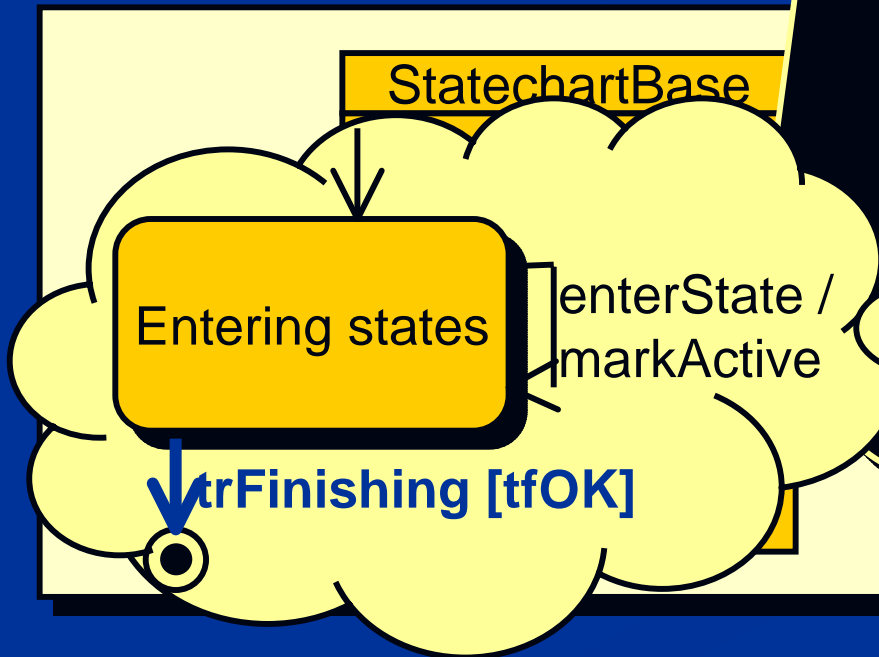 StatechartBase
enterState /
Entering states
markActive
trFinishing [tfOK]